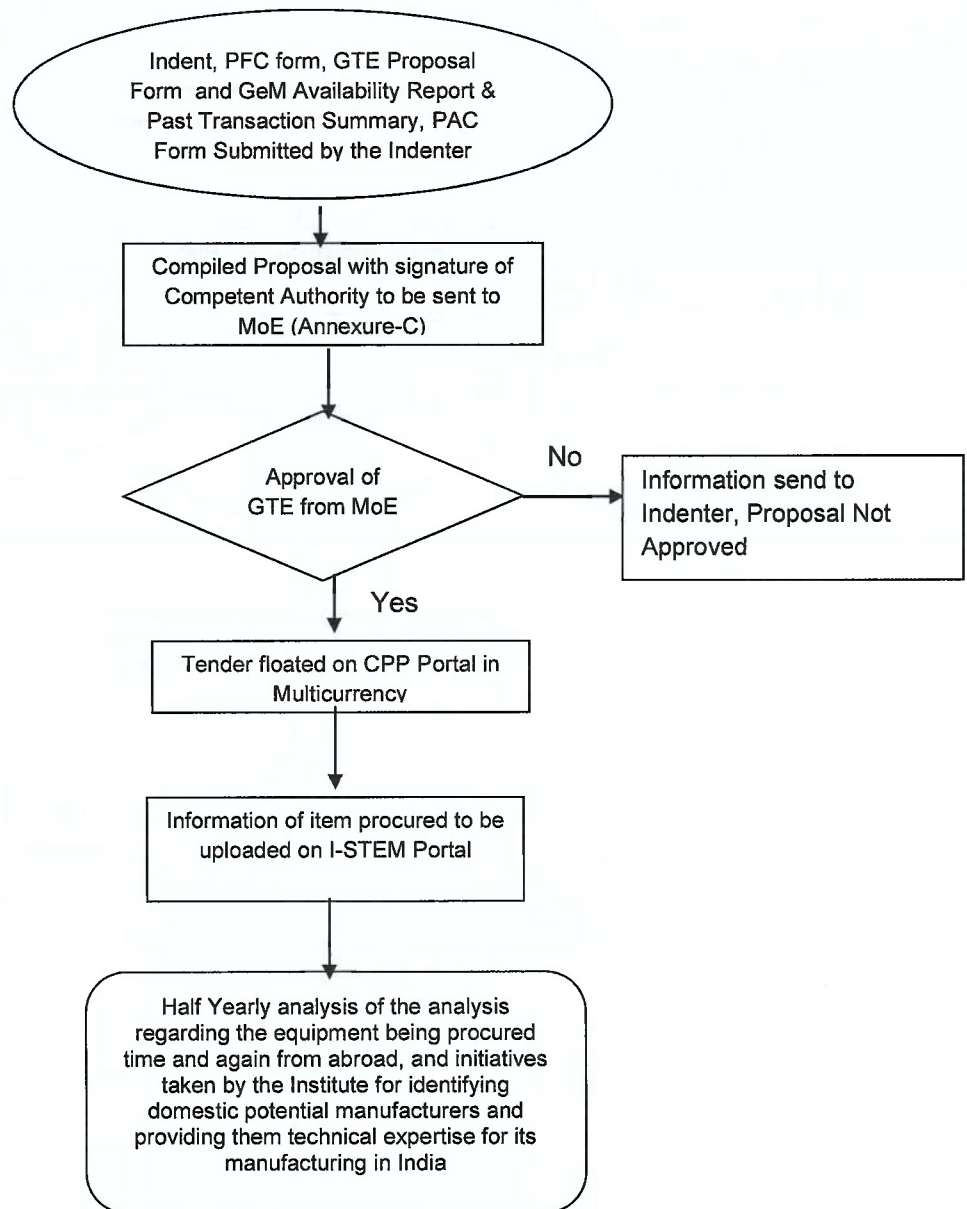 Indent, PFC form, GTE Proposal
Form and GeM Availability Report &
Past Transaction Summary, PAC
Form Submitted by the Indenter
Compiled Proposal with signature of
Competent Authority to be sent to
MoE (Annexure-C)
Approval of
GTE from MoE
No
Information send to
Indenter, Proposal Not
Approved
Yes
Tender floated on CPP Portal in
Multicurrency
Information of item procured to be
uploaded on I-STEM Portal
Half Yearly analysis of the analysis
regarding the equipment being procured
time and again from abroad, and initiatives
taken by the Institute for identifying
domestic potential manufacturers and
providing them technical expertise for its
manufacturing in India